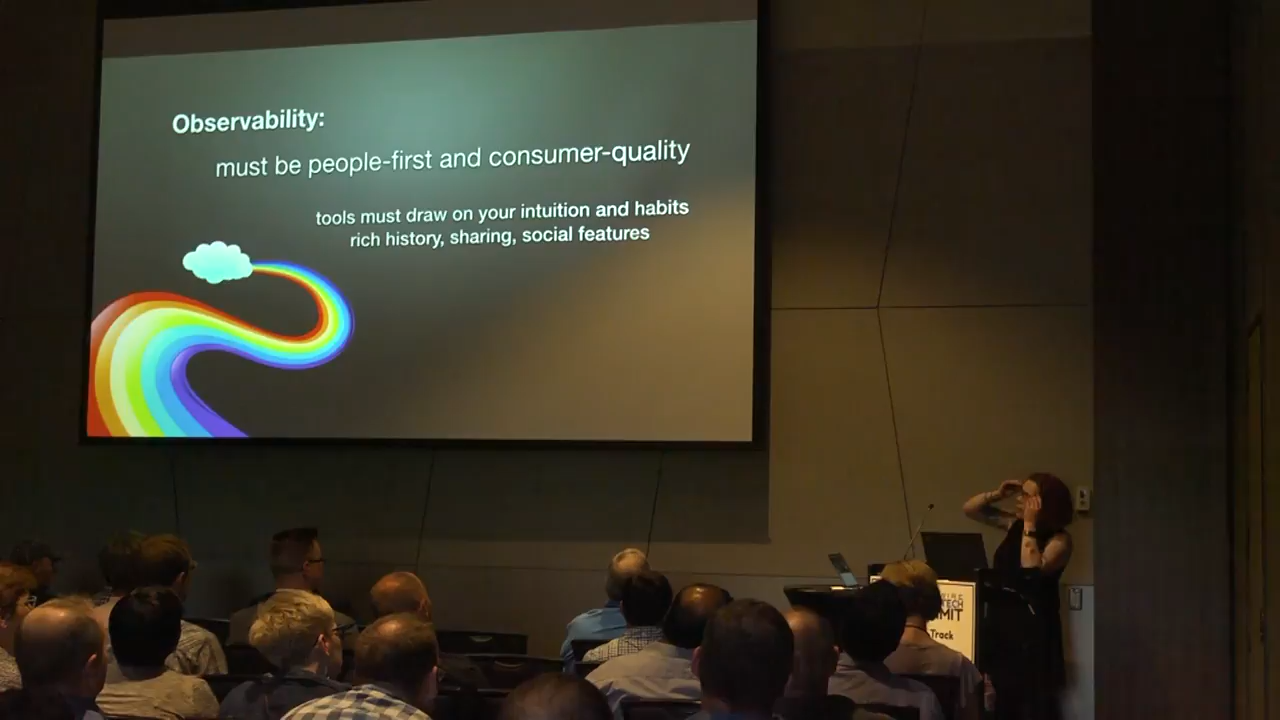 Observability:
must be people-first and consumer-quality
tools must draw on your intuition and habits
rich history, sharing, social features
TECH
Track